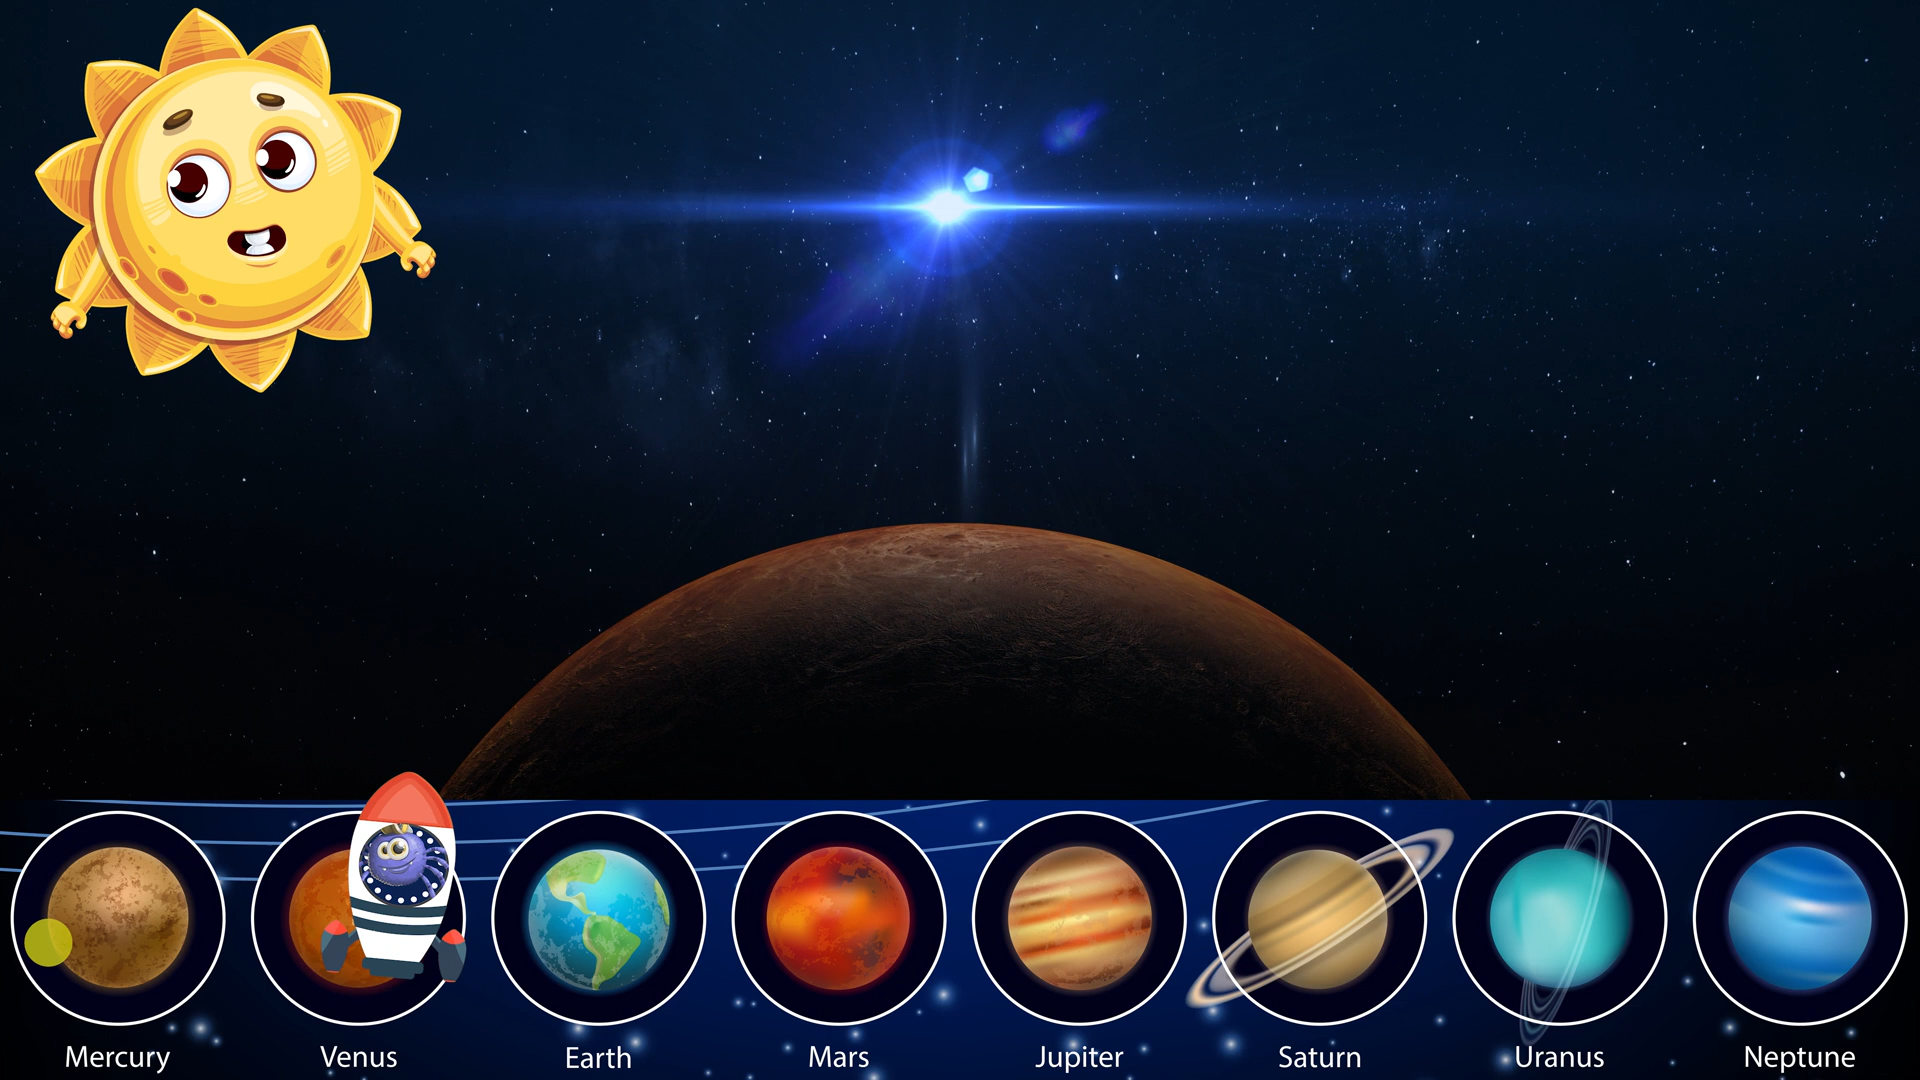 Mercury
Venus
Earth
Mars
Jupiter
Saturn
Uranus
Neptune